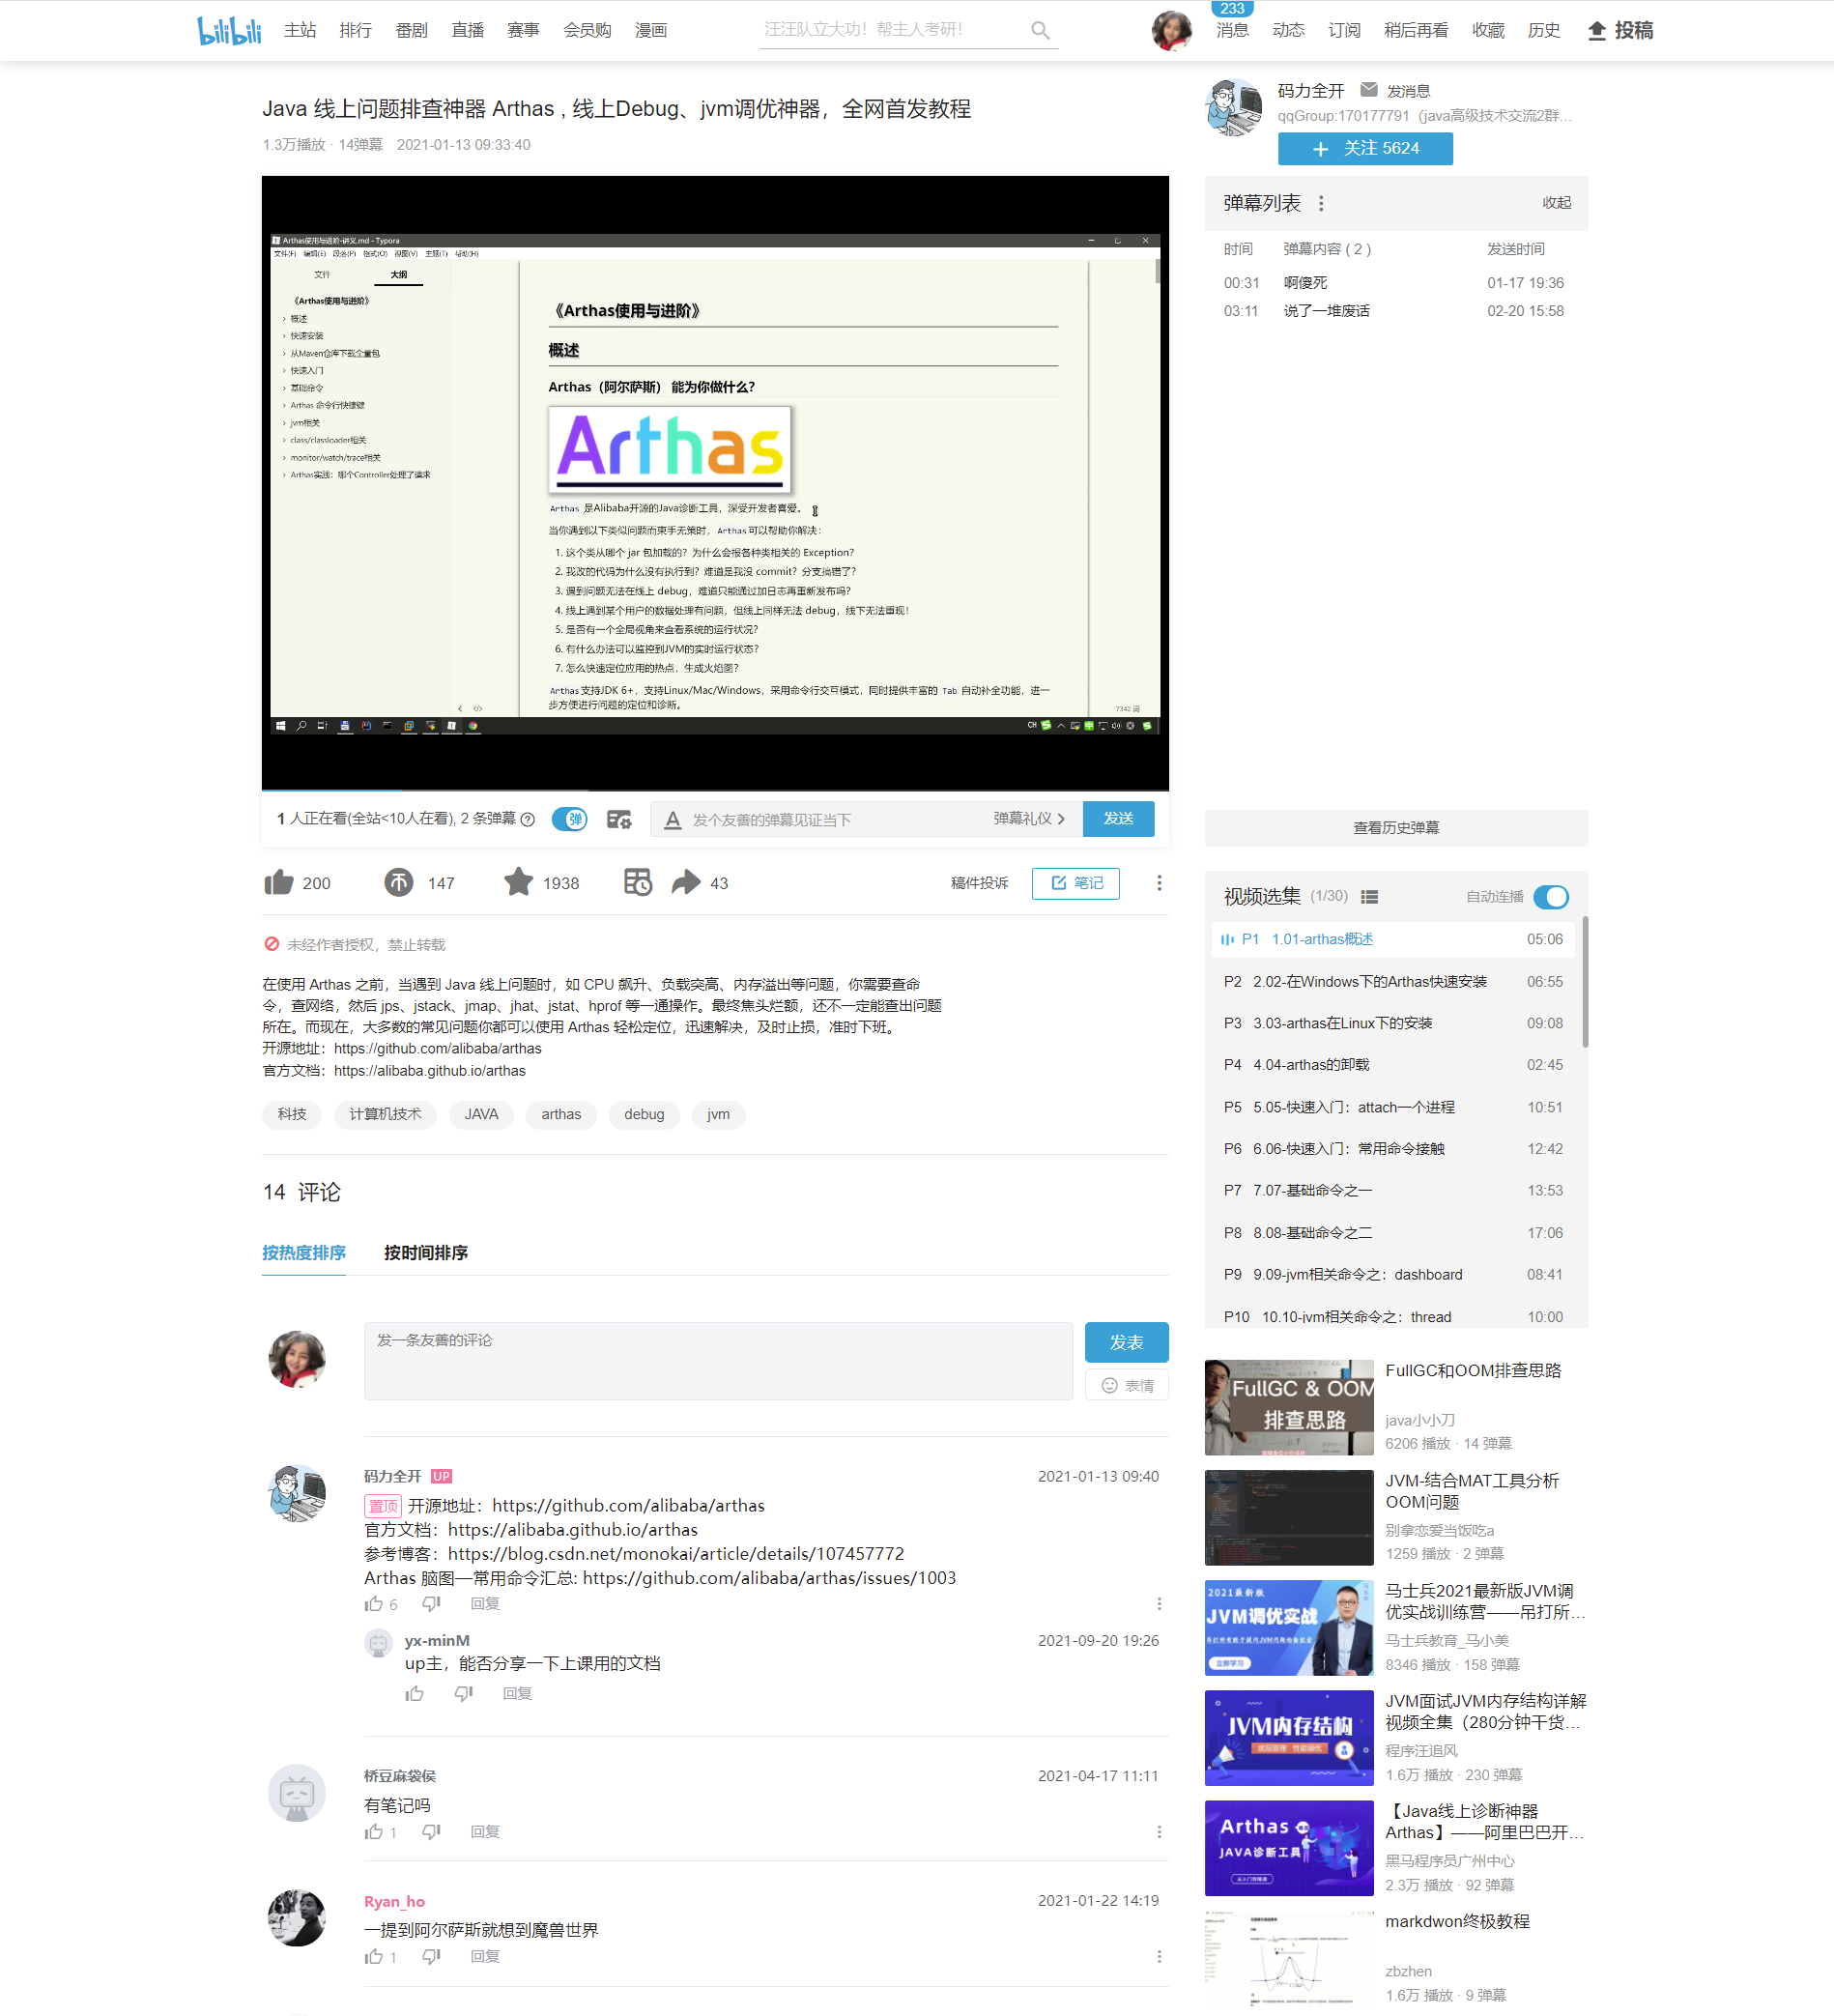 bilibili 主站 排行 番剧 直播 赛事 会员购 漫画
汪汪队立大功！帮主人考研！
233
消息 动态 订阅 稍后再看 收藏 历史 投稿
Java 线上问题排查神器 Arthas , 线上Debug、jvm调优神器，全网首发教程
1.3万播放 · 14弹幕 2021-01-13 09:33:40
码力全开 发消息
qqGroup:170177791（java高级技术交流2群...
关注 5624
Arthas使用与进阶-讲义.md - Typora
文件(F) 编辑(E) 段落(P) 格式(O) 视图(V) 主题(T) 帮助(H)
文件 大纲
《Arthas使用与进阶》
概述
快速安装
从Maven仓库下载全量包
快速入门
基础命令
Arthas 命令行快捷键
jvm相关
class/classloader相关
monitor/watch/trace相关
Arthas实践：哪个Controller处理了请求
《Arthas使用与进阶》
概述
Arthas（阿尔萨斯） 能为你做什么？
Arthas
Arthas 是Alibaba开源的Java诊断工具，深受开发者喜爱。
当你遇到以下类似问题而束手无策时，Arthas可以帮助你解决：
1. 这个类从哪个 jar 包加载的？为什么会报各种类相关的 Exception？
2. 我改的代码为什么没有执行到？难道是我没 commit？分支搞错了？
3. 遇到问题无法在线上 debug，难道只能通过加日志再重新发布吗？
4. 线上遇到某个用户的数据处理有问题，但线上同样无法 debug，线下无法重现！
5. 是否有一个全局视角来查看系统的运行状况？
6. 有什么办法可以监控到JVM的实时运行状态？
7. 怎么快速定位应用的热点，生成火焰图？
Arthas支持JDK 6+，支持Linux/Mac/Windows，采用命令行交互模式，同时提供丰富的 Tab 自动补全功能，进一
步方便进行问题的定位和诊断。
7342 词
CH 中
弹幕列表 收起
时间 弹幕内容 ( 2 ) 发送时间
00:31 啊傻死 01-17 19:36
03:11 说了一堆废话 02-20 15:58
查看历史弹幕
1 人正在看(全站<10人在看), 2 条弹幕 弹 发个友善的弹幕见证当下 弹幕礼仪 发送
200 147 1938 43 稿件投诉 笔记
未经作者授权，禁止转载
在使用 Arthas 之前，当遇到 Java 线上问题时，如 CPU 飙升、负载突高、内存溢出等问题，你需要查命
令，查网络，然后 jps、jstack、jmap、jhat、jstat、hprof 等一通操作。最终焦头烂额，还不一定能查出问题
所在。而现在，大多数的常见问题你都可以使用 Arthas 轻松定位，迅速解决，及时止损，准时下班。
开源地址：https://github.com/alibaba/arthas
官方文档：https://alibaba.github.io/arthas
科技 计算机技术 JAVA arthas debug jvm
14 评论
按热度排序 按时间排序
发一条友善的评论 发表
表情
码力全开 UP 2021-01-13 09:40
置顶 开源地址：https://github.com/alibaba/arthas
官方文档：https://alibaba.github.io/arthas
参考博客：https://blog.csdn.net/monokai/article/details/107457772
Arthas 脑图—常用命令汇总: https://github.com/alibaba/arthas/issues/1003
6 回复
yx-minM 2021-09-20 19:26
up主，能否分享一下上课用的文档
回复
桥豆麻袋侯 2021-04-17 11:11
有笔记吗
1 回复
Ryan_ho 2021-01-22 14:19
一提到阿尔萨斯就想到魔兽世界
1 回复
视频选集 (1/30) 自动连播
P1 1.01-arthas概述 05:06
P2 2.02-在Windows下的Arthas快速安装 06:55
P3 3.03-arthas在Linux下的安装 09:08
P4 4.04-arthas的卸载 02:45
P5 5.05-快速入门：attach一个进程 10:51
P6 6.06-快速入门：常用命令接触 12:42
P7 7.07-基础命令之一 13:53
P8 8.08-基础命令之二 17:06
P9 9.09-jvm相关命令之：dashboard 08:41
P10 10.10-jvm相关命令之：thread 10:00
FullGC & OOM
排查思路
FullGC和OOM排查思路
java小小刀
6206 播放 · 14 弹幕
JVM-结合MAT工具分析
OOM问题
别拿恋爱当饭吃a
1259 播放 · 2 弹幕
2021最新版
JVM调优实战
立即学习
马士兵2021最新版JVM调
优实战训练营——吊打所...
马士兵教育_马小美
8346 播放 · 158 弹幕
JVM内存结构
底层原理 性能调优
JVM面试JVM内存结构详解
视频全集（280分钟干货...
程序汪追风
1.6万 播放 · 230 弹幕
Arthas
JAVA诊断工具
从入门到精通
【Java线上诊断神器
Arthas】——阿里巴巴开...
黑马程序员广州中心
2.3万 播放 · 92 弹幕
markdwon终极教程
zbzhen
1.6万 播放 · 9 弹幕